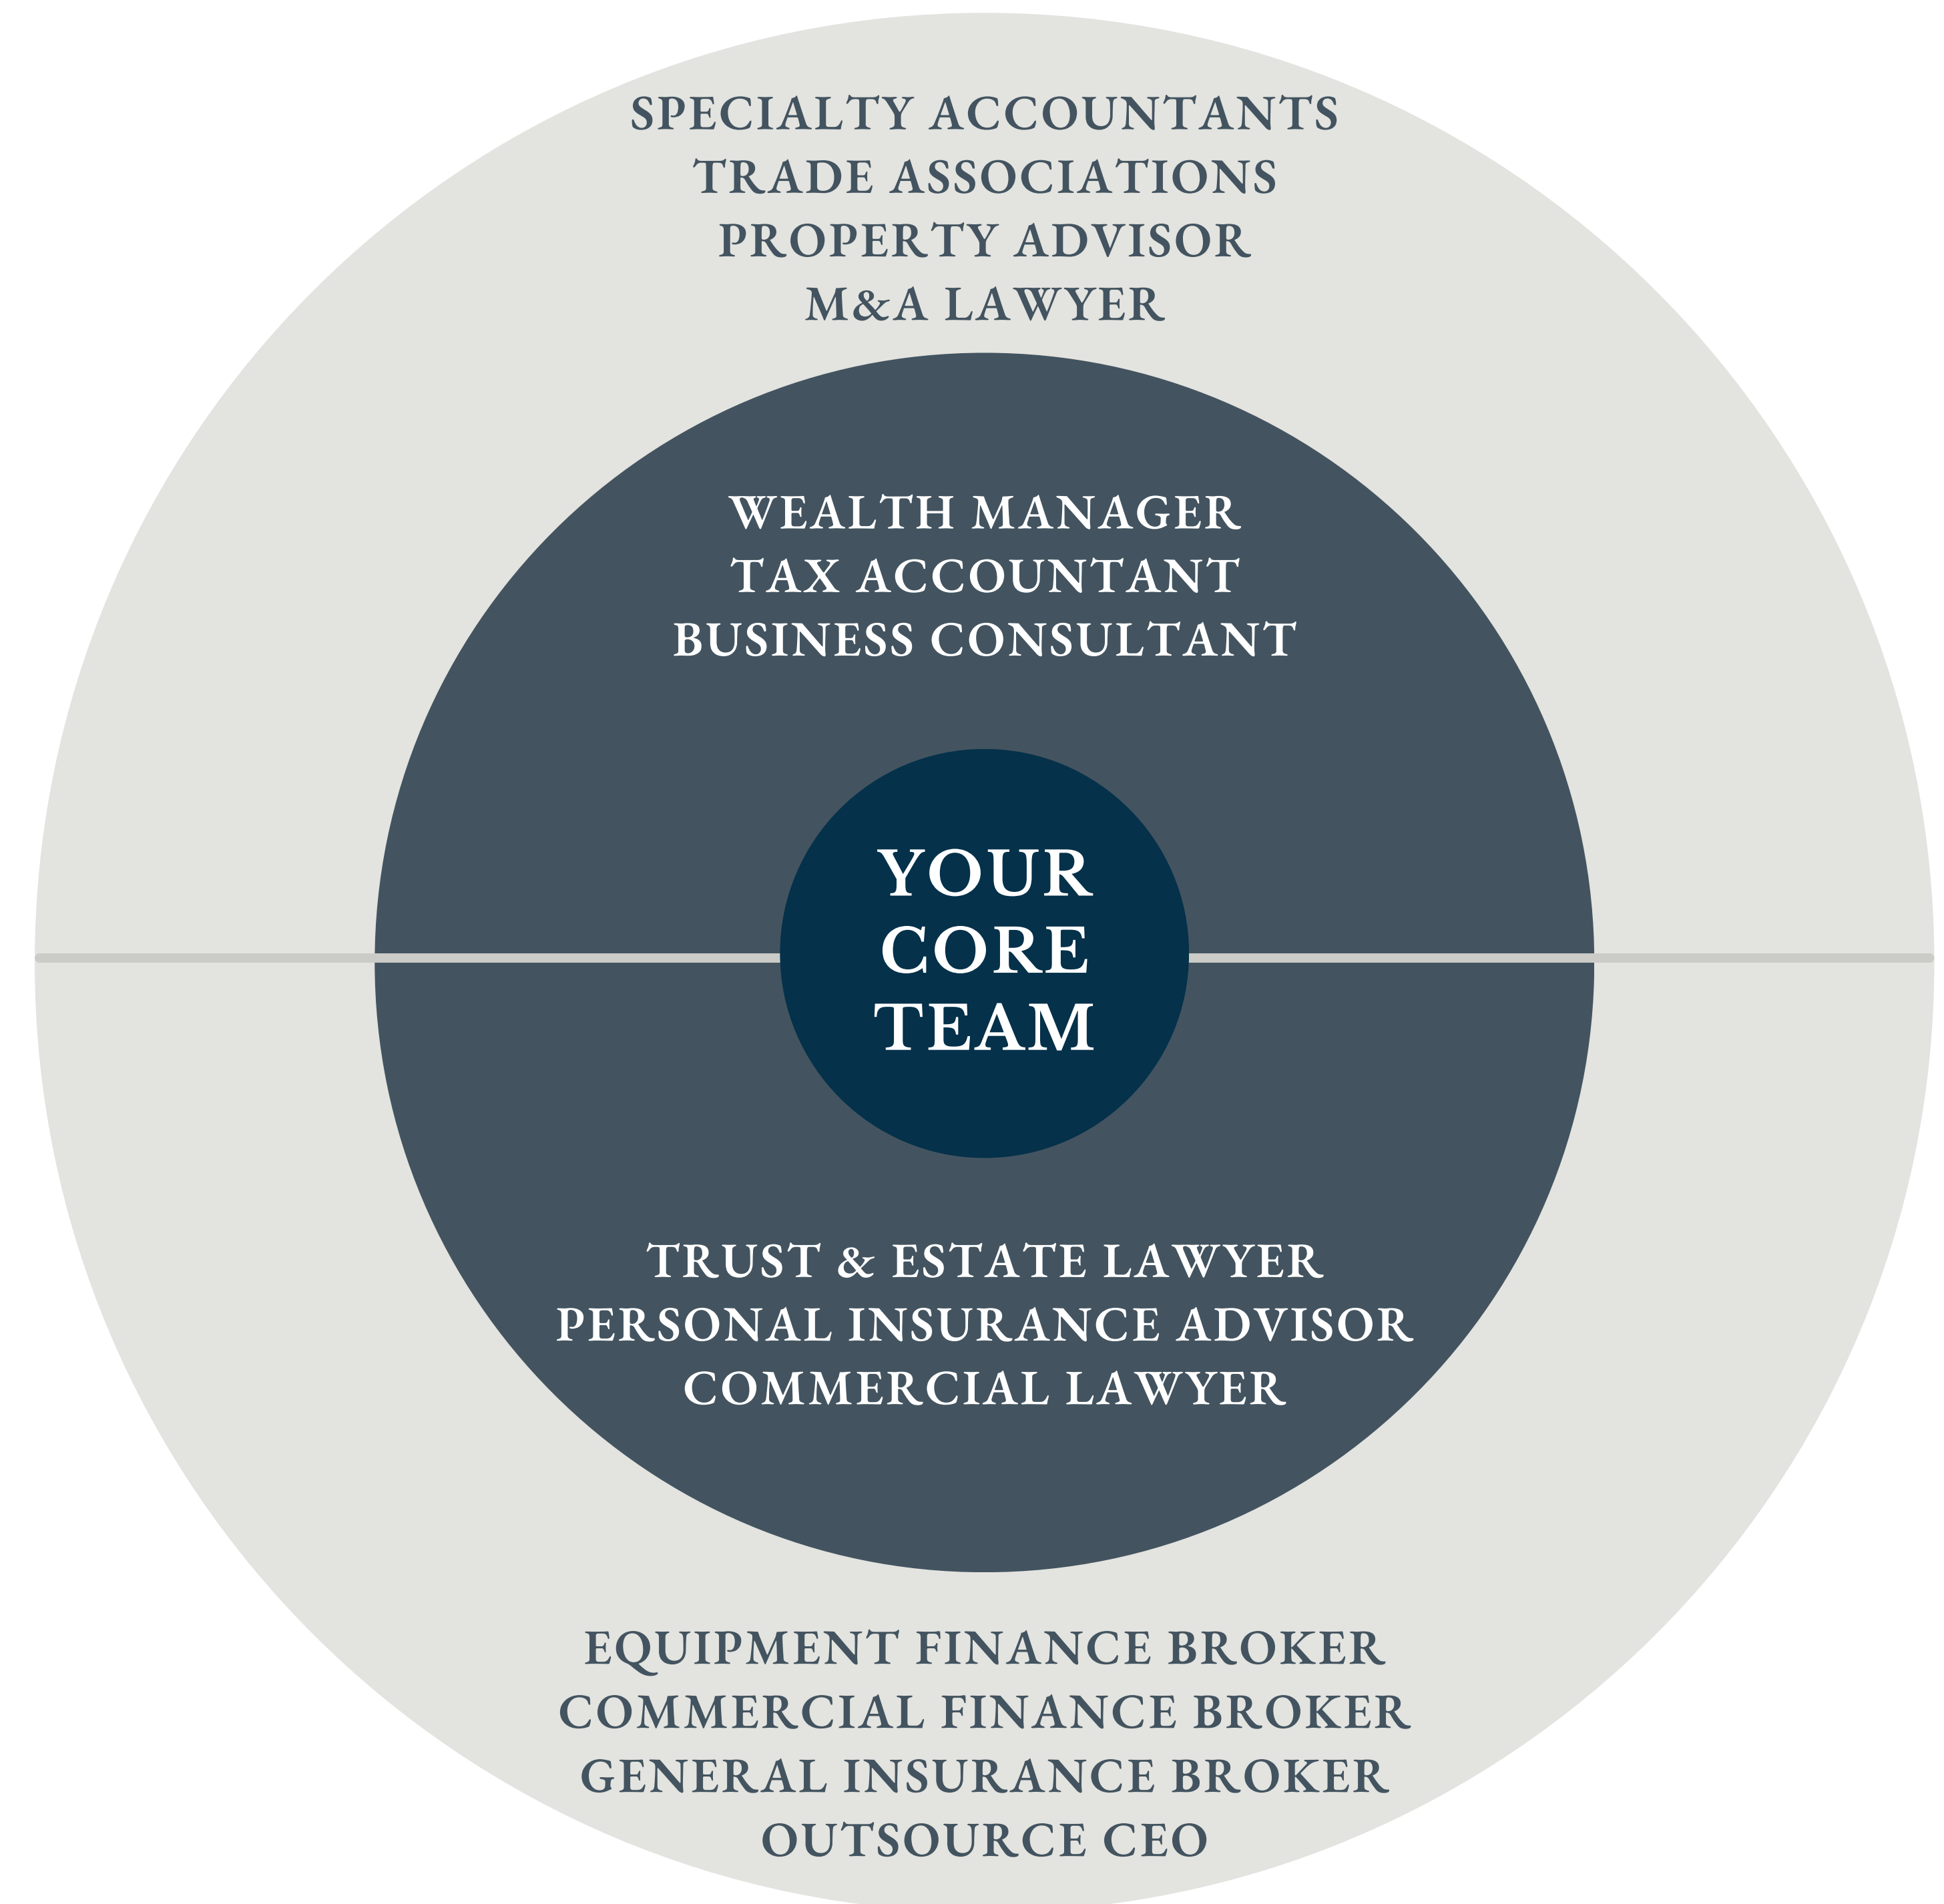 SPECIALTY ACCOUNTANTS
TRADE ASSOCIATIONS
PROPERTY ADVISOR
M&A LAWYER
WEALTH MANAGER
TAX ACCOUNTANT
BUSINESS CONSULTANT
YOUR
CORE
TEAM
TRUST & ESTATE LAWYER
PERSONAL INSURANCE ADVISOR
COMMERCIAL LAWYER
EQUIPMENT FINANCE BROKER
COMMERCIAL FINANCE BROKER
GENERAL INSURANCE BROKER
OUTSOURCE CEO